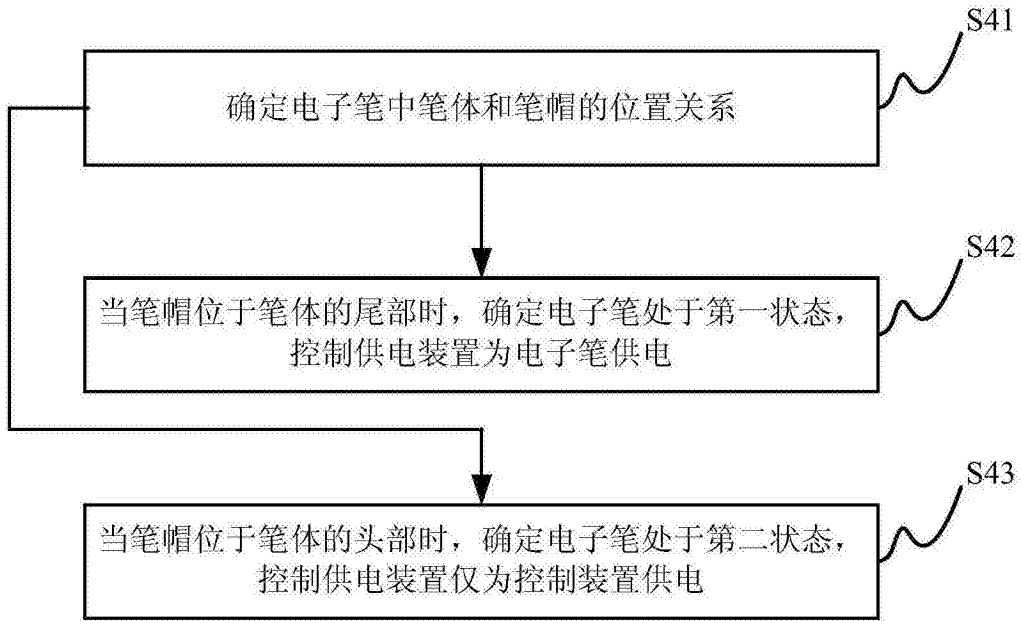 S41
确定电子笔中笔体和笔帽的位置关系
S42
当笔帽位于笔体的尾部时，确定电子笔处于第一状态，
控制供电装置为电子笔供电
S43
当笔帽位于笔体的头部时，确定电子笔处于第二状态，
控制供电装置仅为控制装置供电